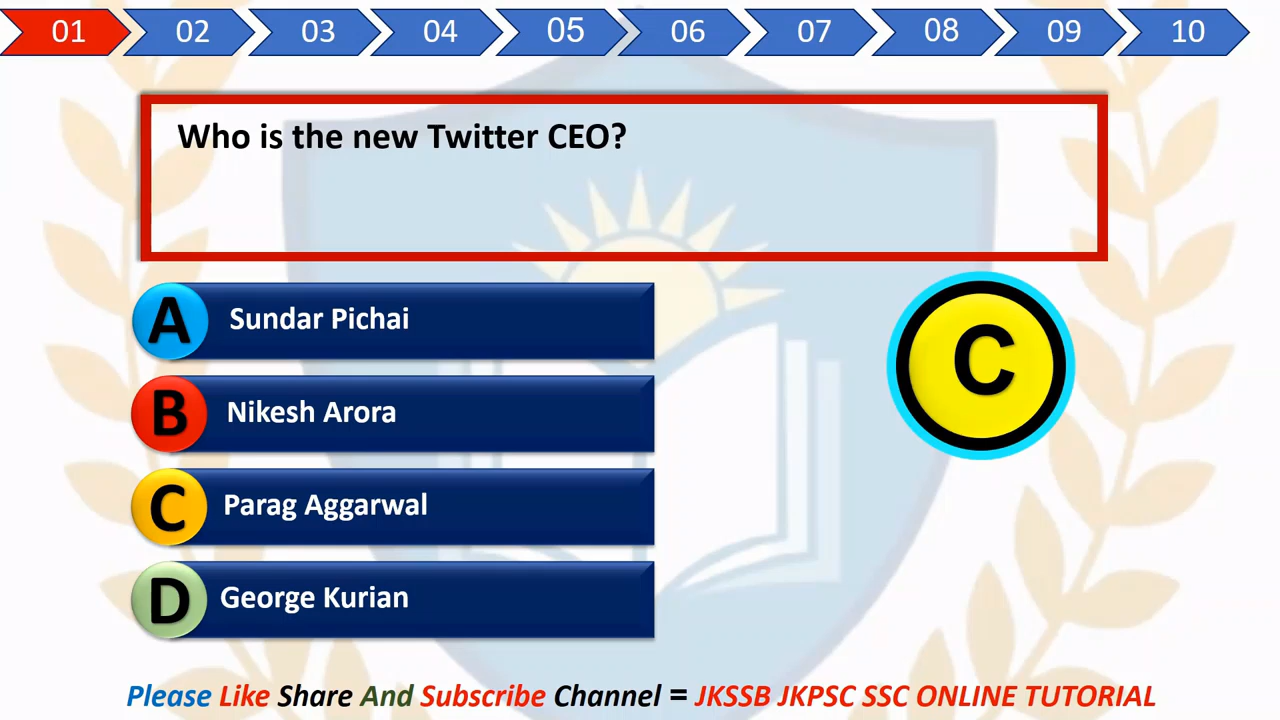 01 02 03 04 05 06 07 08 09 10
Who is the new Twitter CEO?
A Sundar Pichai
B Nikesh Arora
C Parag Aggarwal
D George Kurian
C
Please Like Share And Subscribe Channel = JKSSB JKPSC SSC ONLINE TUTORIAL